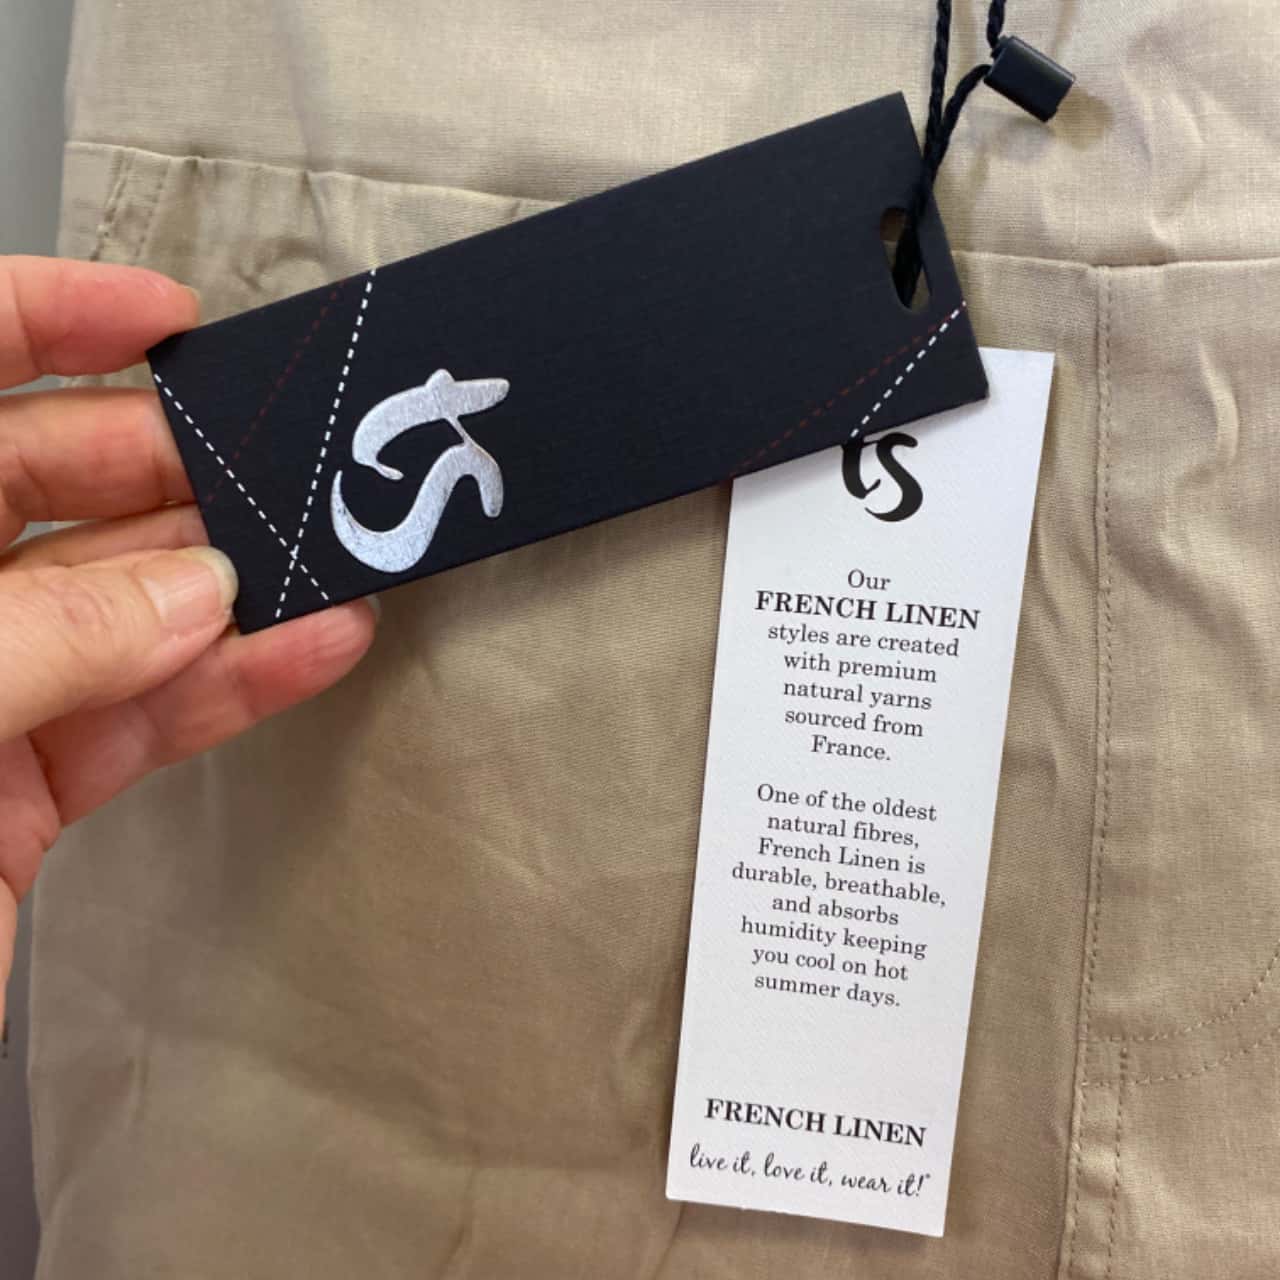 ts
ts
Our
FRENCH LINEN
styles are created
with premium
natural yarns
sourced from
France.
One of the oldest
natural fibres,
French Linen is
durable, breathable,
and absorbs
humidity keeping
you cool on hot
summer days.
FRENCH LINEN
live it, love it, wear it!